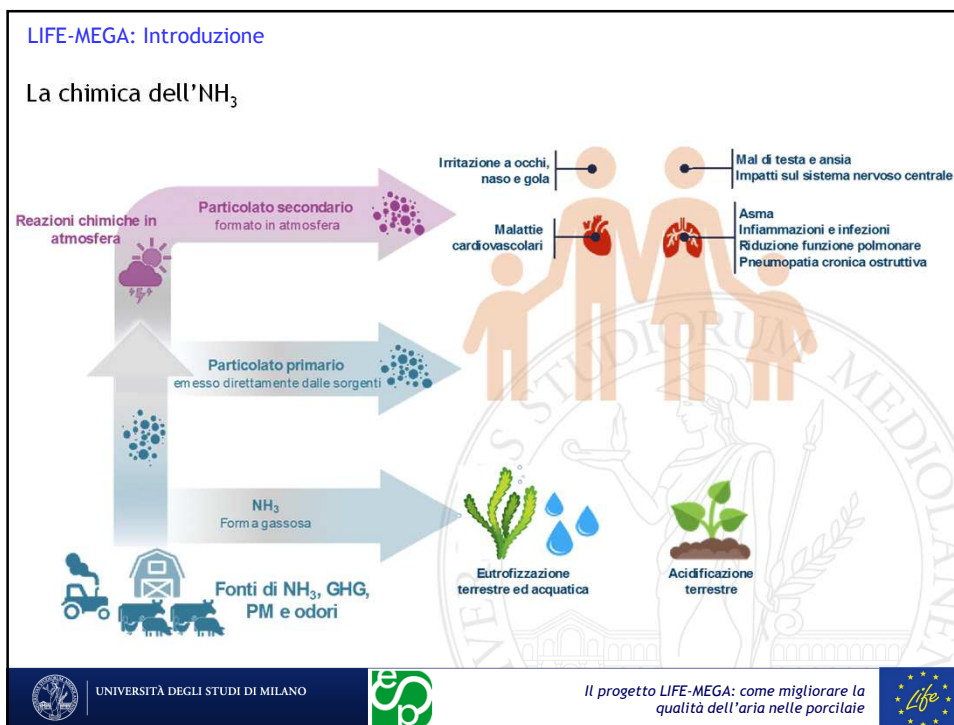 LIFE-MEGA: Introduzione
La chimica dell'NH₃
Reazioni chimiche in
atmosfera
Particolato secondario
formato in atmosfera
Particolato primario
emesso direttamente dalle sorgenti
NH₃
Forma gassosa
Fonti di NH₃, GHG,
PM e odori
Irritazione a occhi,
naso e gola
Malattie
cardiovascolari
Mal di testa e ansia
Impatti sul sistema nervoso centrale
Asma
Infiammazioni e infezioni
Riduzione funzione polmonare
Pneumopatia cronica ostruttiva
Eutrofizzazione
terrestre ed acquatica
Acidificazione
terrestre
UNIVERSITÀ DEGLI STUDI DI MILANO
esp
Il progetto LIFE-MEGA: come migliorare la
qualità dell'aria nelle porcilaie
Life